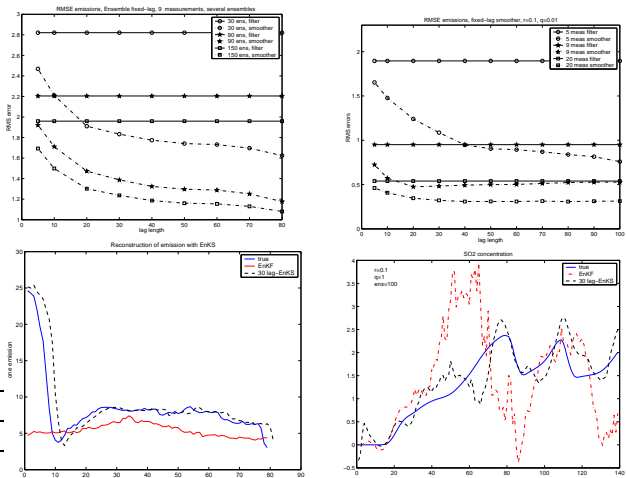 RMSE emissions, Ensemble fixed-lag, 9 measurements, several ensembles
3
2.8
2.6
2.4
2.2
2
1.8
1.6
1.4
1.2
1
RMS error
0 10 20 30 40 50 60 70 80
lag length
30 ens, filter
30 ens, smoother
90 ens, filter
90 ens, smoother
150 ens, filter
150 ens, smoother
RMSE emissions, fixed-lag smoother, r=0.1, q=0.01
2
1.5
1
0.5
0
RMS errors
0 10 20 30 40 50 60 70 80 90 100
lag length
5 meas filter
5 meas smoother
9 meas filter
9 meas smoother
20 meas filter
20 meas smoother
Reconstruction of emission with EnKS
30
25
20
15
10
5
0
one emission
0 10 20 30 40 50 60 70 80 90
true
EnKF
30 lag-EnKS
SO2 concentration
r=0.1
q=1
ens=100
4
3.5
3
2.5
2
1.5
1
0.5
0
−0.5
0 20 40 60 80 100 120 140
true
EnKF
30 lag-EnKS